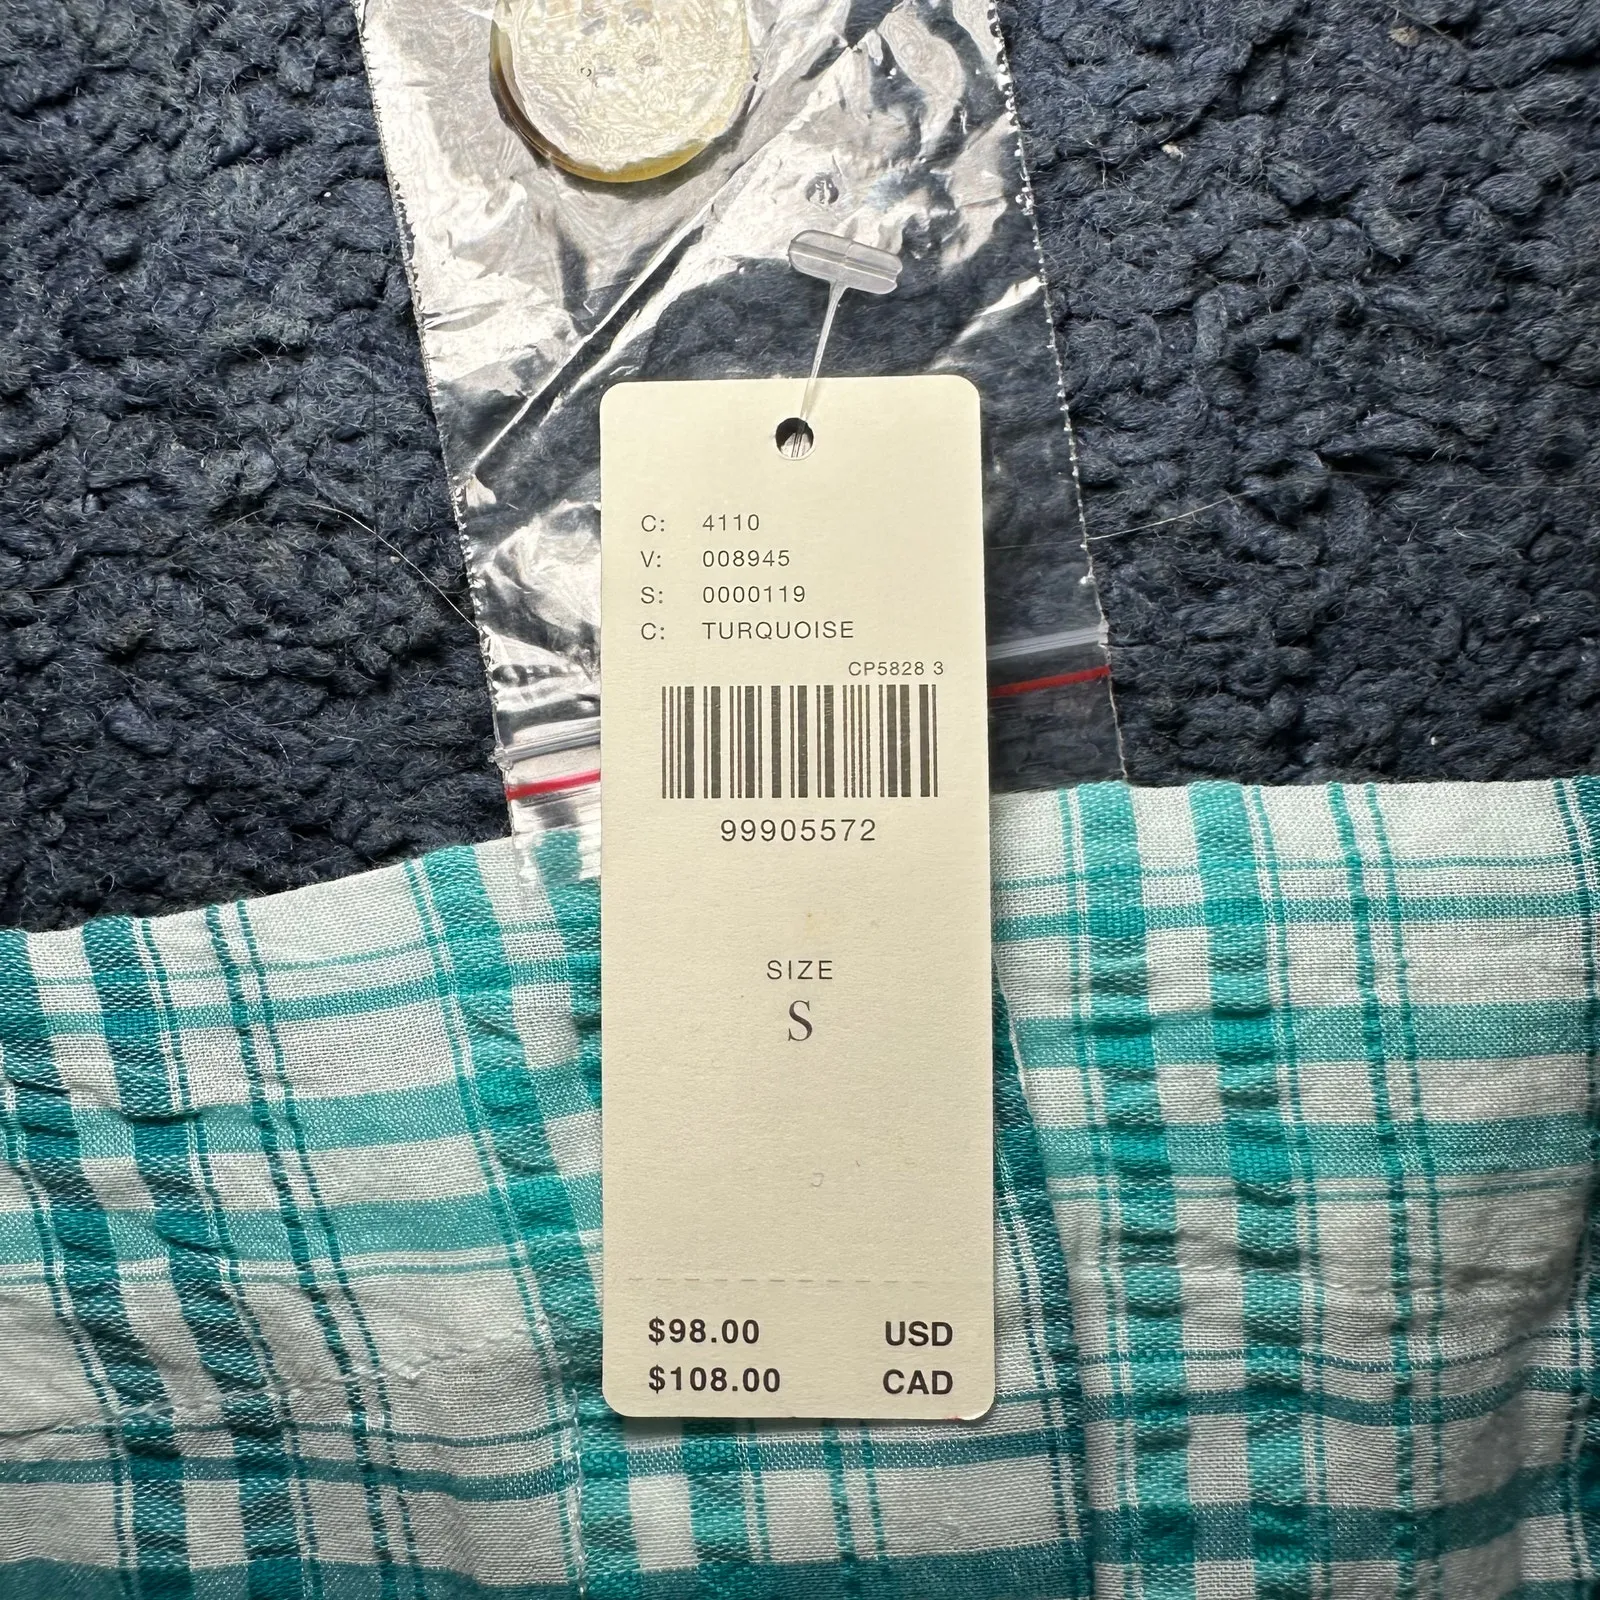 C: 4110
V: 008945
S: 0000119
C: TURQUOISE
CP5828 3
99905572
SIZE
S
$98.00 USD
$108.00 CAD